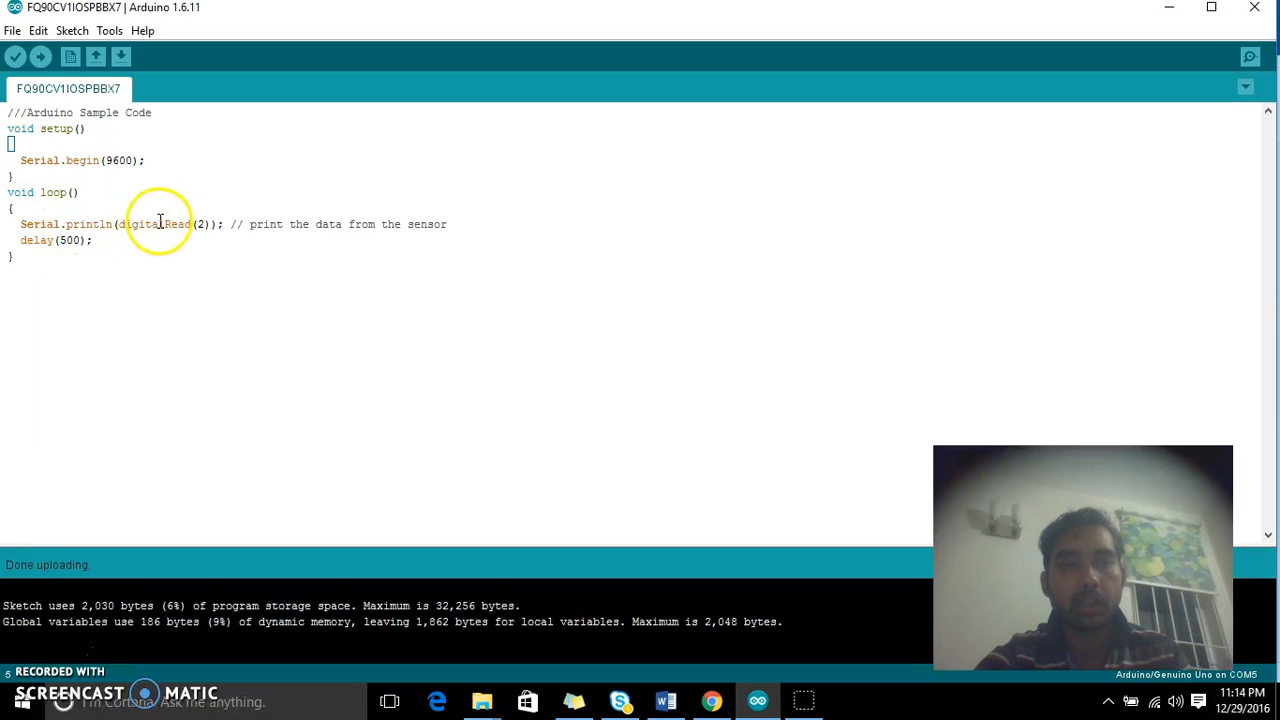 FQ90CV1IOSPBBX7 | Arduino 1.6.11
File Edit Sketch Tools Help
FQ90CV1IOSPBBX7
///Arduino Sample Code
void setup()
Serial.begin(9600);
}
void loop()
{
Serial.println(digitalRead(2)); // print the data from the sensor
delay(500);
}
Done uploading.
Sketch uses 2,030 bytes (6%) of program storage space. Maximum is 32,256 bytes.
Global variables use 186 bytes (9%) of dynamic memory, leaving 1,862 bytes for local variables. Maximum is 2,048 bytes.
5
Arduino/Genuino Uno on COM5
RECORDED WITH
SCREENCAST MATIC
I'm Cortana. Ask me anything.
11:14 PM
12/29/2016